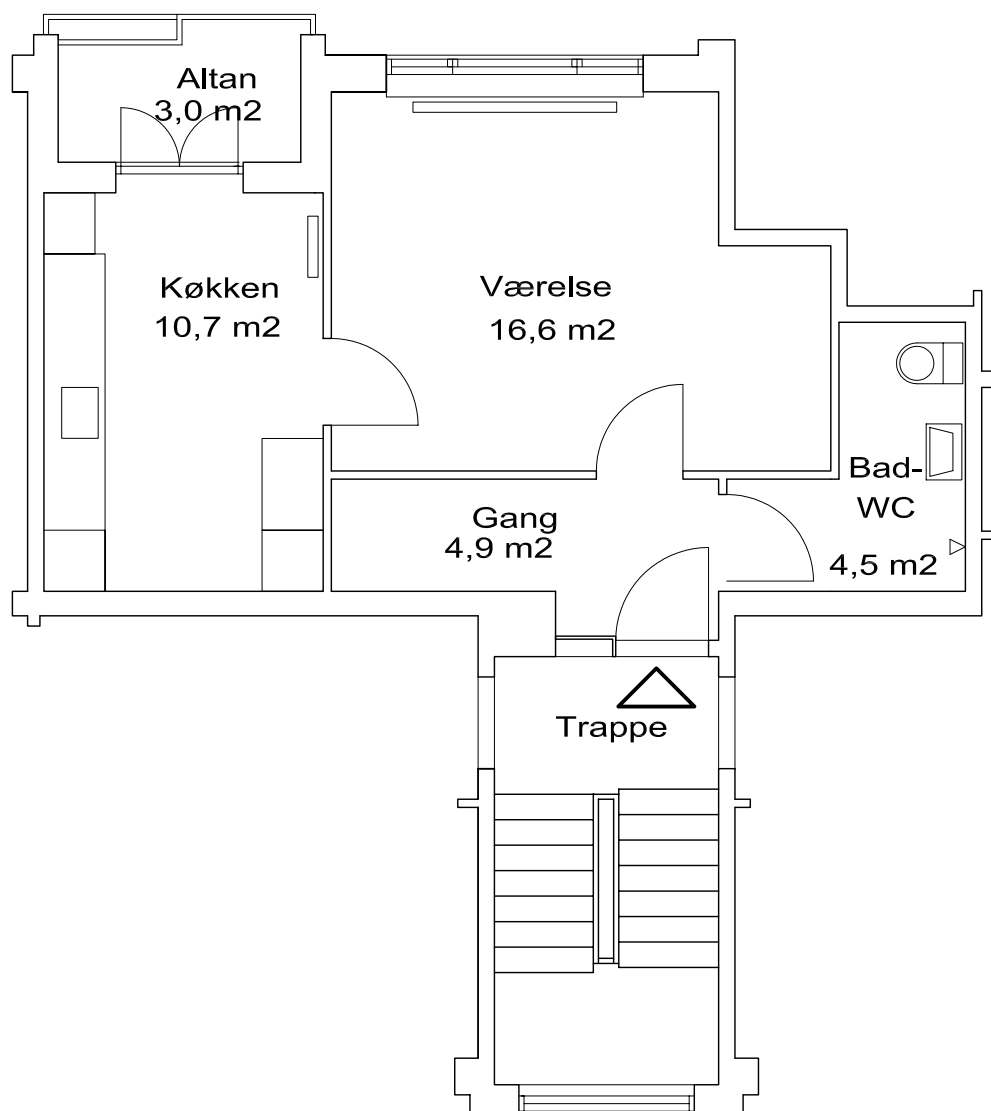 Altan
3,0 m2
Køkken
10,7 m2
Værelse
16,6 m2
Bad-
WC
4,5 m2
Gang
4,9 m2
Trappe